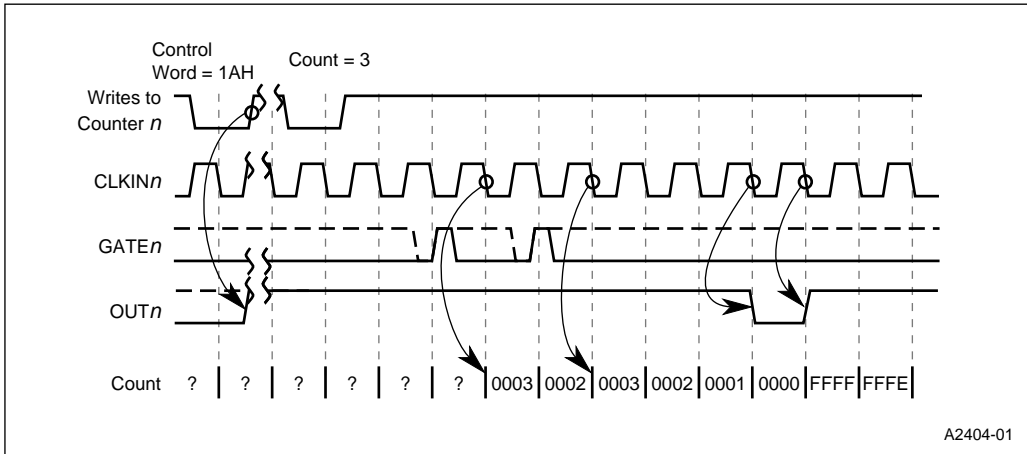 Control
Word = 1AH
Count = 3
Writes to
Counter n
CLKINn
GATEn
OUTn
Count ? ? ? ? ? ? 0003 0002 0003 0002 0001 0000 FFFF FFFE
A2404-01